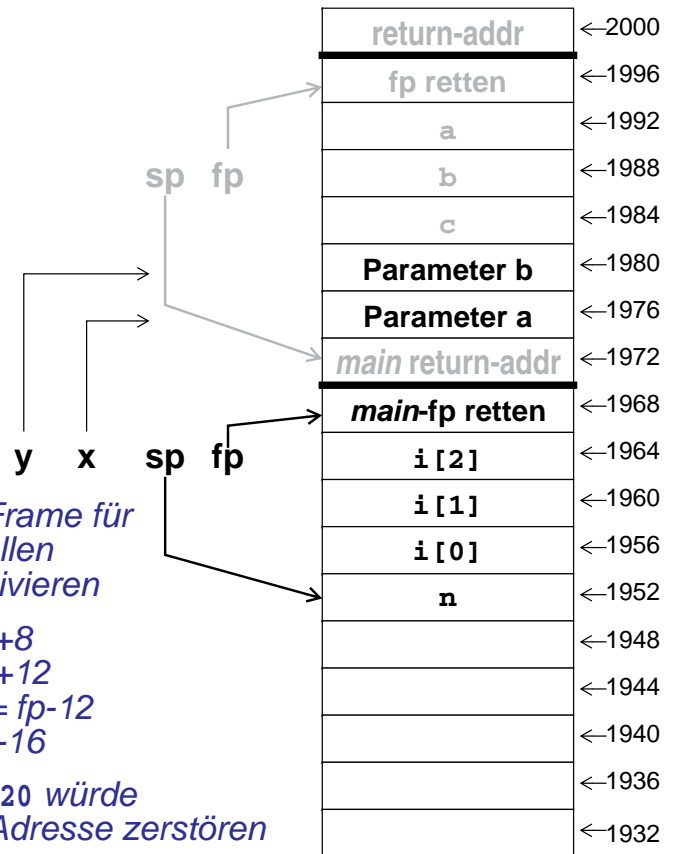 return-addr
←2000
fp retten
←1996
a
←1992
sp fp
b
←1988
c
←1984
Parameter b
←1980
Parameter a
←1976
main return-addr
←1972
main-fp retten
←1968
y x sp fp
i[2]
←1964
i[1]
←1960
i[0]
←1956
n
←1952
←1948
←1944
←1940
←1936
←1932
Frame für
llen
ivieren
+8
+12
= fp-12
-16
20 würde
Adresse zerstören